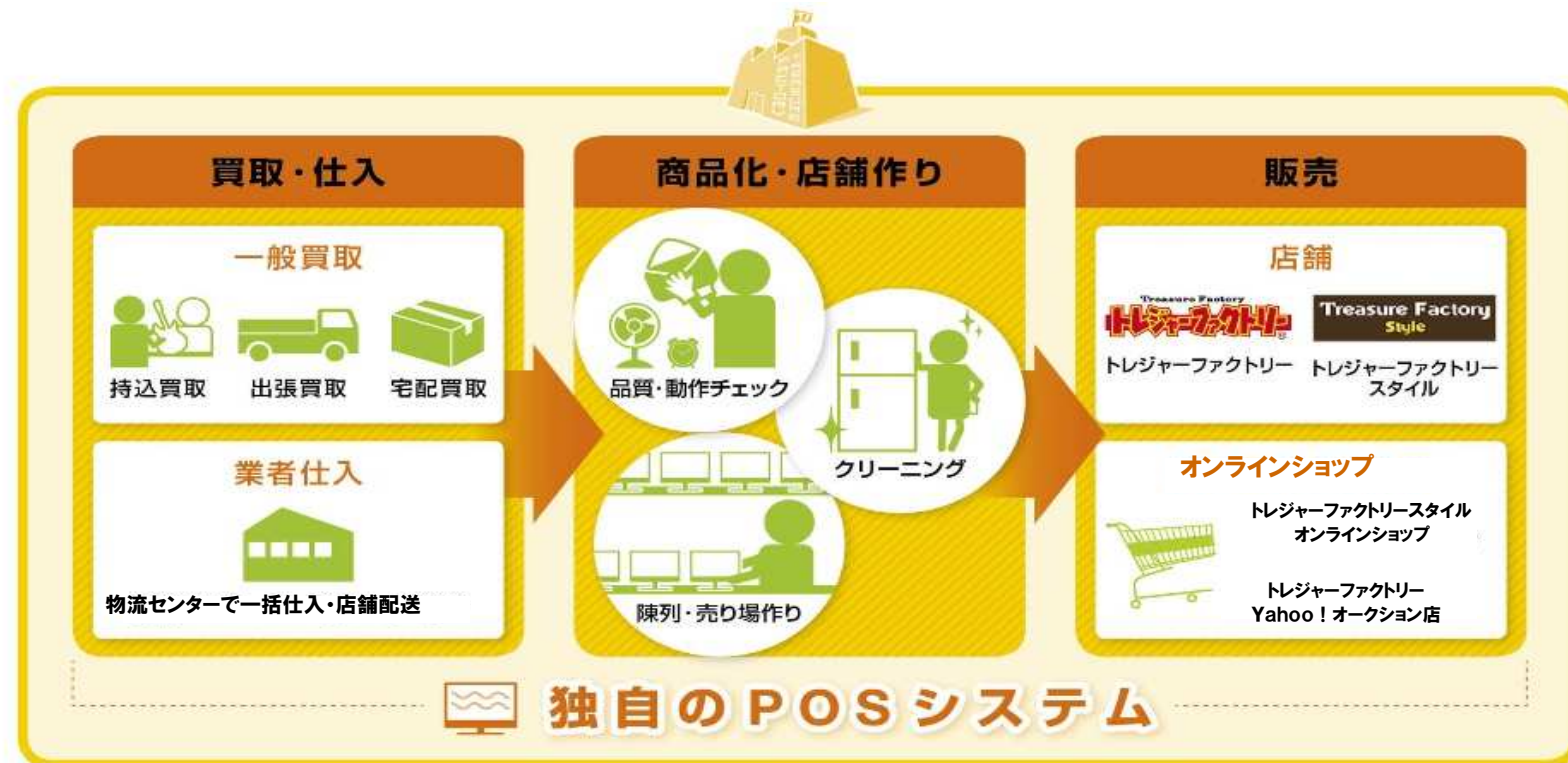 買取・仕入
一般買取
持込買取
出張買取
宅配買取
業者仕入
物流センターで一括仕入・店舗配送
商品化・店舗作り
品質・動作チェック
クリーニング
陳列・売り場作り
販売
店舗
Treasure Factory
トレジャーファクトリー
トレジャーファクトリー
Treasure Factory
Style
トレジャーファクトリー
スタイル
オンラインショップ
トレジャーファクトリースタイル
オンラインショップ
トレジャーファクトリー
Yahoo！オークション店
独自のPOSシステム